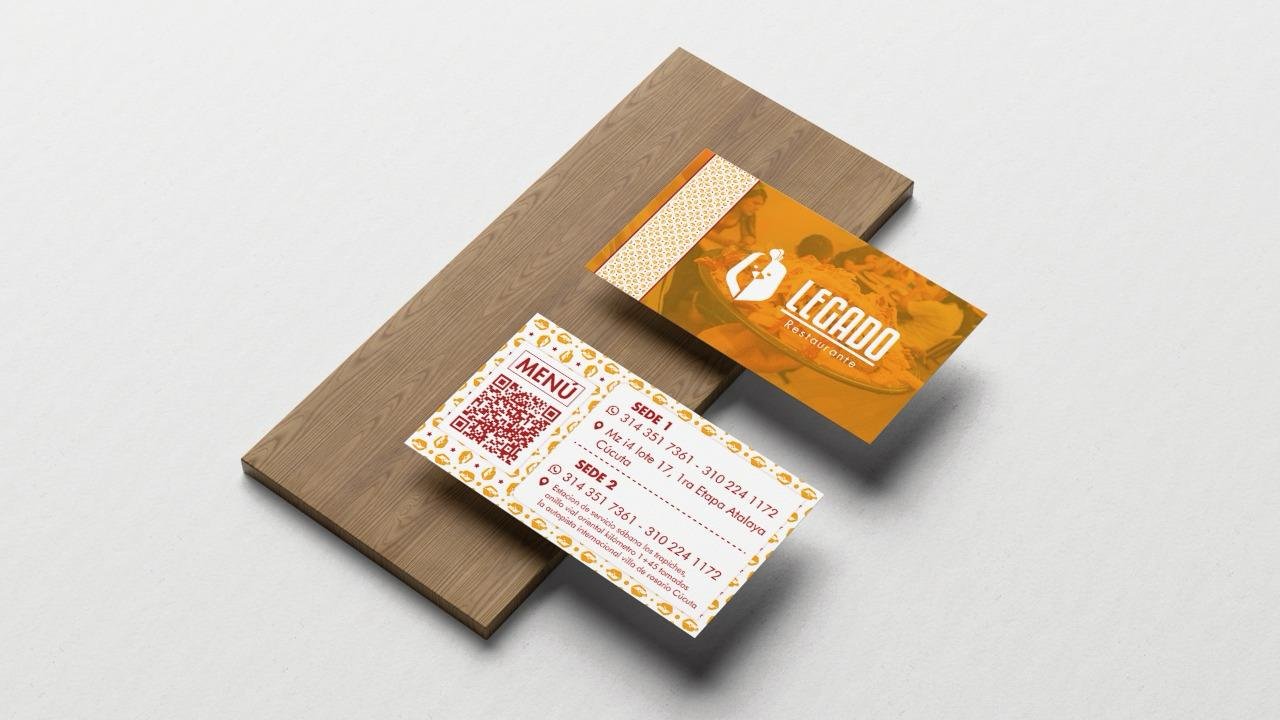 LEGADO
Restaurante
MENÚ
SEDE 1
314 351 7361 - 310 224 1172
Mz i4 lote 17, 1ra Etapa Atalaya
Cúcuta
SEDE 2
314 351 7361 - 310 224 1172
Estacion de servicio sábana los trapiches,
anillo vial oriental kilometro 1+45 tomados
la autopista internacional villa de rosario Cúcuta